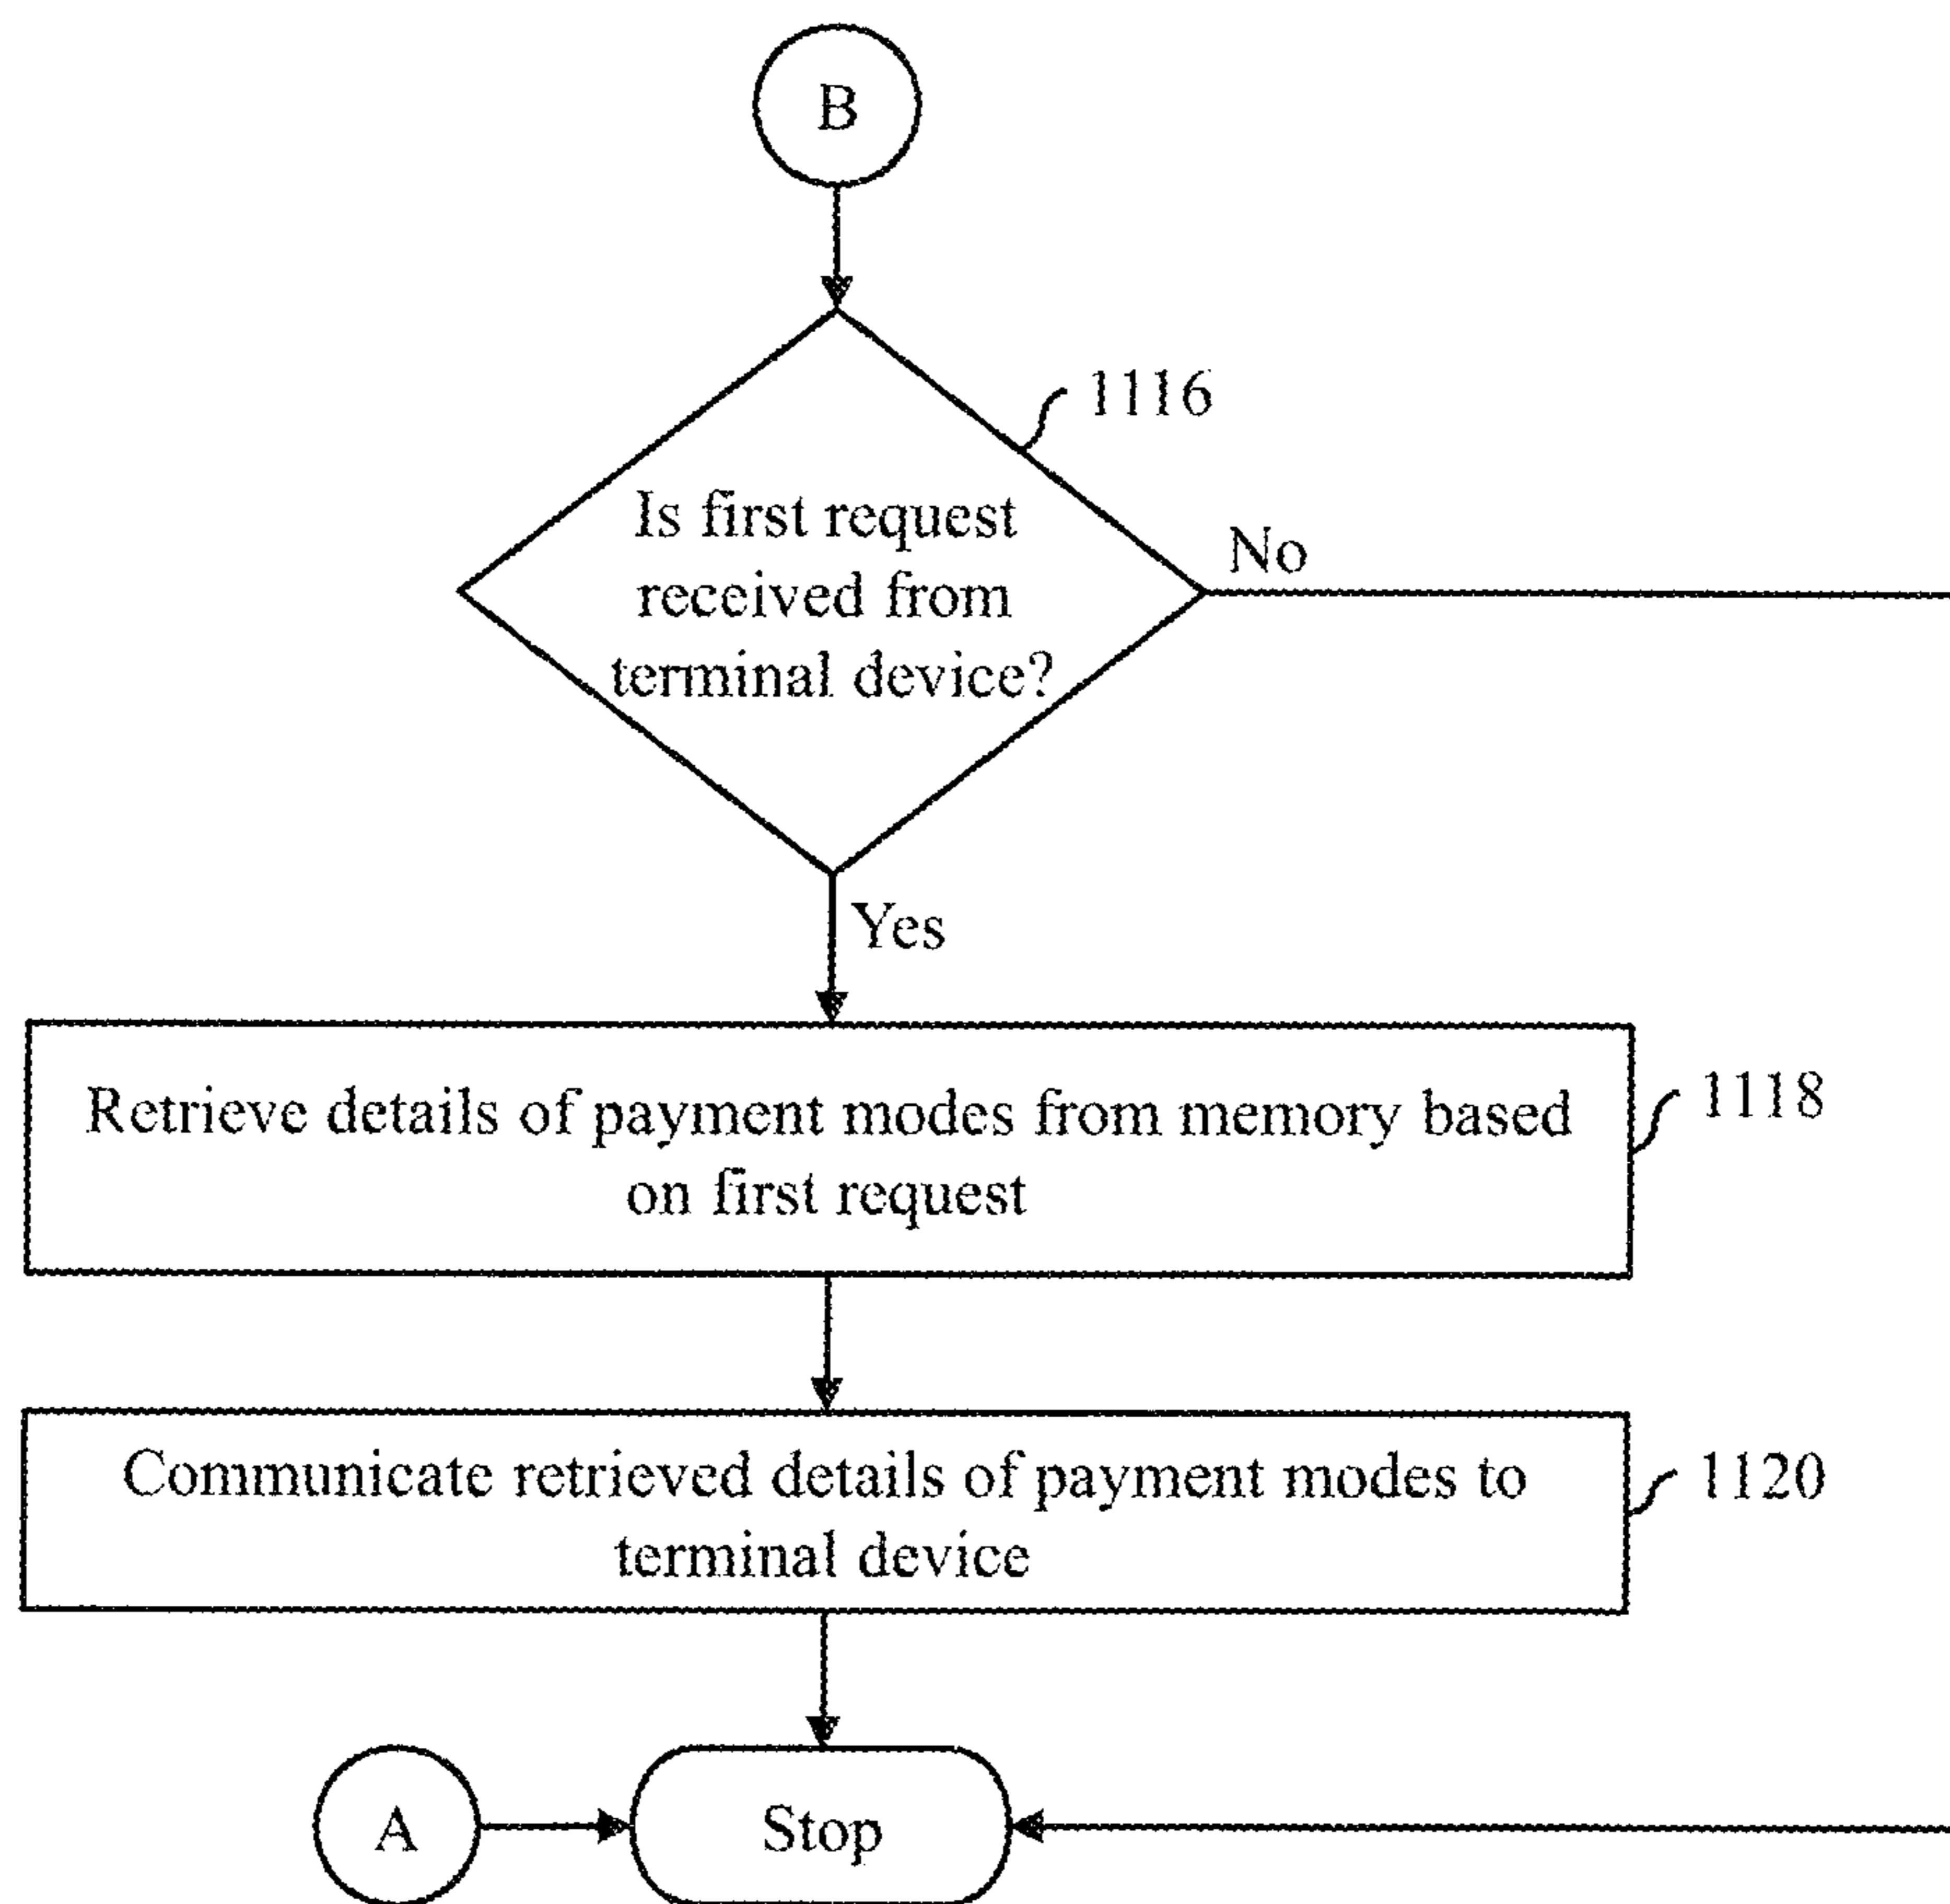 B
1116
Is first request
received from
terminal device?
No
Yes
Retrieve details of payment modes from memory based
on first request
1118
Communicate retrieved details of payment modes to
terminal device
1120
A
Stop